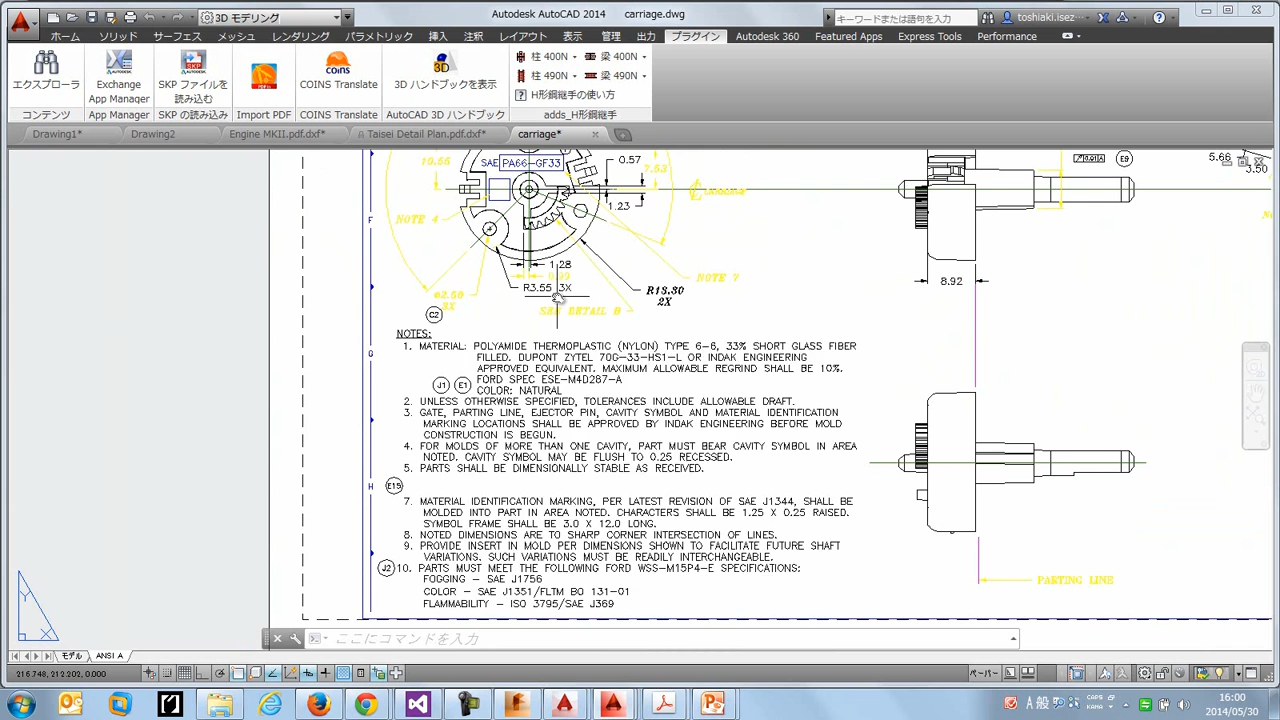 3D モデリング
Autodesk AutoCAD 2014 carriage.dwg
キーワードまたは語句を入力
toshiaki.isez...
ホーム ソリッド サーフェス メッシュ レンダリング パラメトリック 挿入 注釈 レイアウト 表示 管理 出力 プラグイン Autodesk 360 Featured Apps Express Tools Performance
エクスプローラ
コンテンツ
Exchange
App Manager
App Manager
SKP
SKP ファイルを
読み込む
SKP の読み込み
Import PDF
coins
COINS Translate
COINS Translate
3D
3D ハンドブックを表示
AutoCAD 3D ハンドブック
柱 400N 梁 400N
柱 490N 梁 490N
H形鋼継手の使い方
adds_H形鋼継手
Drawing1* Drawing2 Engine MKII.pdf.dxf* Taisei Detail Plan.pdf.dxf* carriage*
10.56
SAE PA66-GF33
0.57
7.53
1.23
NOTE 4
1.28
0.99
R3.55 3X
NOTE 7
R13.30
2X
φ2.50
3X
SEE DETAIL B
C2
E9
5.66
3.50
8.92
F
G
H
NOTES:
1. MATERIAL: POLYAMIDE THERMOPLASTIC (NYLON) TYPE 6-6, 33% SHORT GLASS FIBER
FILLED. DUPONT ZYTEL 70G-33-HS1-L OR INDAK ENGINEERING
APPROVED EQUIVALENT. MAXIMUM ALLOWABLE REGRIND SHALL BE 10%.
FORD SPEC ESE-M4D287-A
J1 E1 COLOR: NATURAL
2. UNLESS OTHERWISE SPECIFIED, TOLERANCES INCLUDE ALLOWABLE DRAFT.
3. GATE, PARTING LINE, EJECTOR PIN, CAVITY SYMBOL AND MATERIAL IDENTIFICATION
MARKING LOCATIONS SHALL BE APPROVED BY INDAK ENGINEERING BEFORE MOLD
CONSTRUCTION IS BEGUN.
4. FOR MOLDS OF MORE THAN ONE CAVITY, PART MUST BEAR CAVITY SYMBOL IN AREA
NOTED. CAVITY SYMBOL MAY BE FLUSH TO 0.25 RECESSED.
5. PARTS SHALL BE DIMENSIONALLY STABLE AS RECEIVED.
E15
7. MATERIAL IDENTIFICATION MARKING, PER LATEST REVISION OF SAE J1344, SHALL BE
MOLDED INTO PART IN AREA NOTED. CHARACTERS SHALL BE 1.25 X 0.25 RAISED.
SYMBOL FRAME SHALL BE 3.0 X 12.0 LONG.
8. NOTED DIMENSIONS ARE TO SHARP CORNER INTERSECTION OF LINES.
9. PROVIDE INSERT IN MOLD PER DIMENSIONS SHOWN TO FACILITATE FUTURE SHAFT
VARIATIONS. SUCH VARIATIONS MUST BE READILY INTERCHANGEABLE.
J2 10. PARTS MUST MEET THE FOLLOWING FORD WSS-M15P4-E SPECIFICATIONS:
FOGGING - SAE J1756
COLOR - SAE J1351/FLTM BO 131-01
FLAMMABILITY - ISO 3795/SAE J369
PARTING LINE
Y
X
ここにコマンドを入力
モデル ANSI A
216.748, 212.202, 0.000
ペーパー
A 般
CAPS
KANA
16:00
2014/05/30